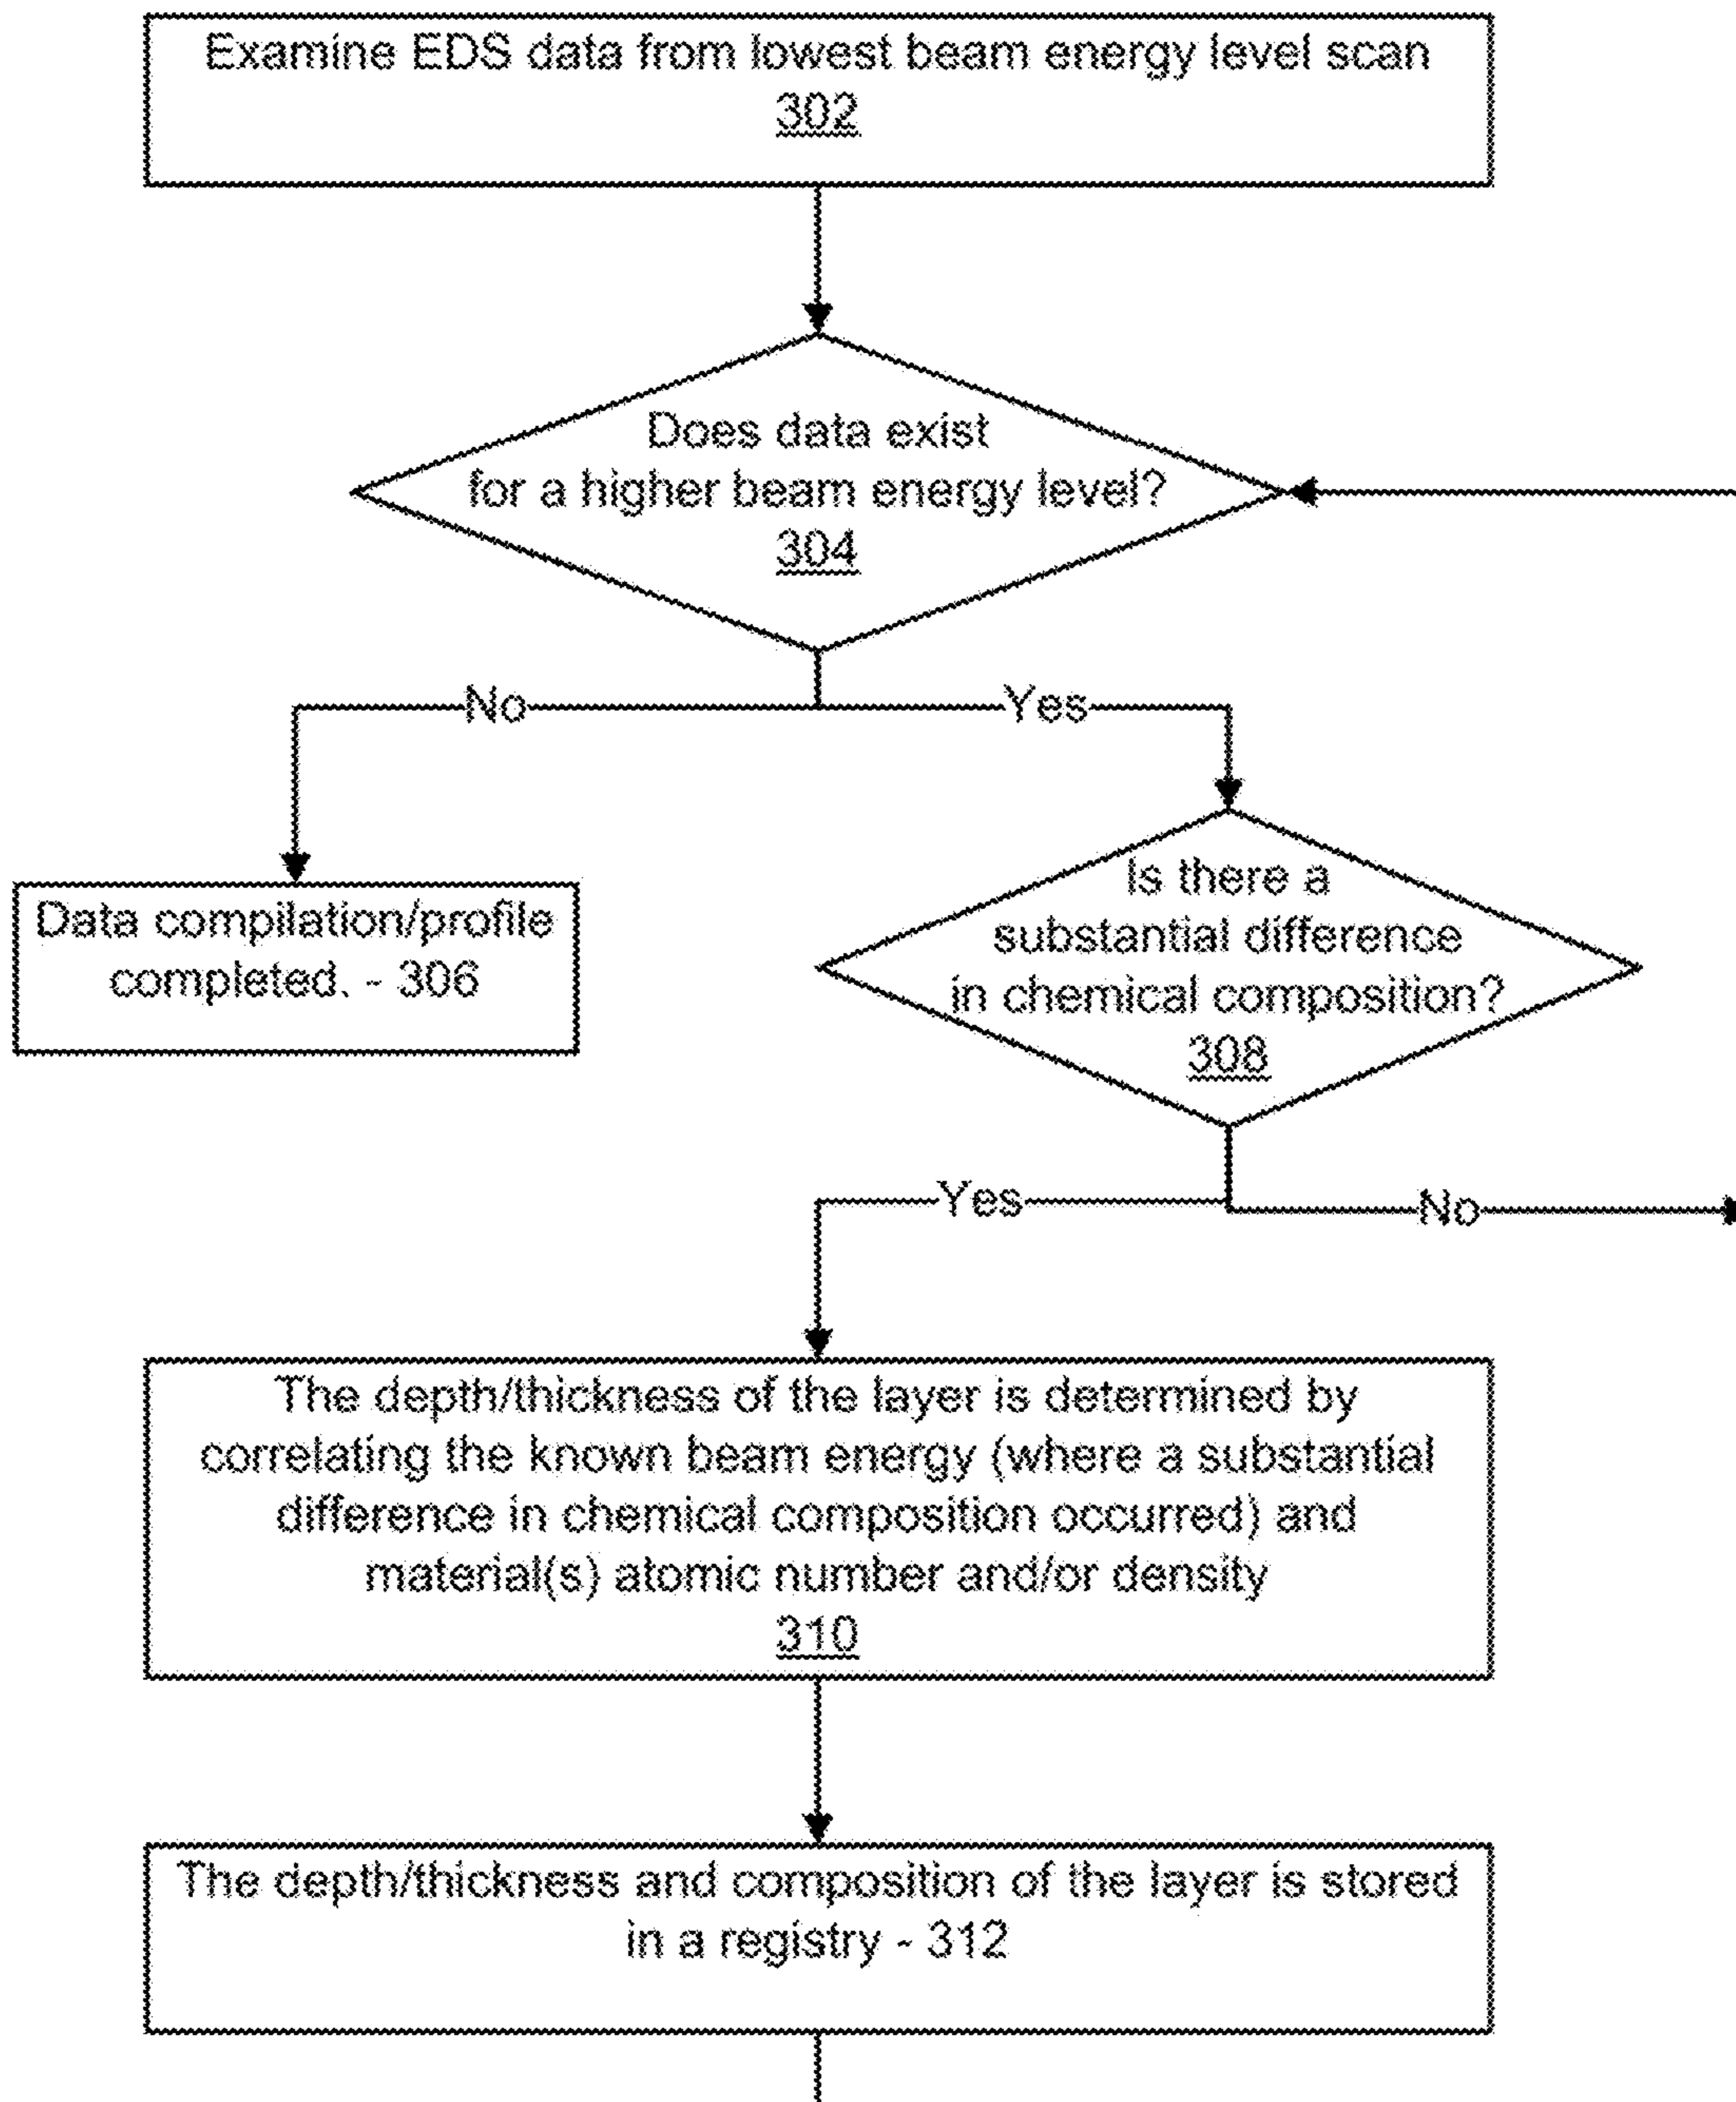 Examine EDS data from lowest beam energy level scan
302
Does data exist
for a higher beam energy level?
304
No
Yes
Data compilation/profile
completed. - 306
Is there a
substantial difference
in chemical composition?
308
Yes
No
The depth/thickness of the layer is determined by
correlating the known beam energy (where a substantial
difference in chemical composition occurred) and
material(s) atomic number and/or density
310
The depth/thickness and composition of the layer is stored
in a registry - 312